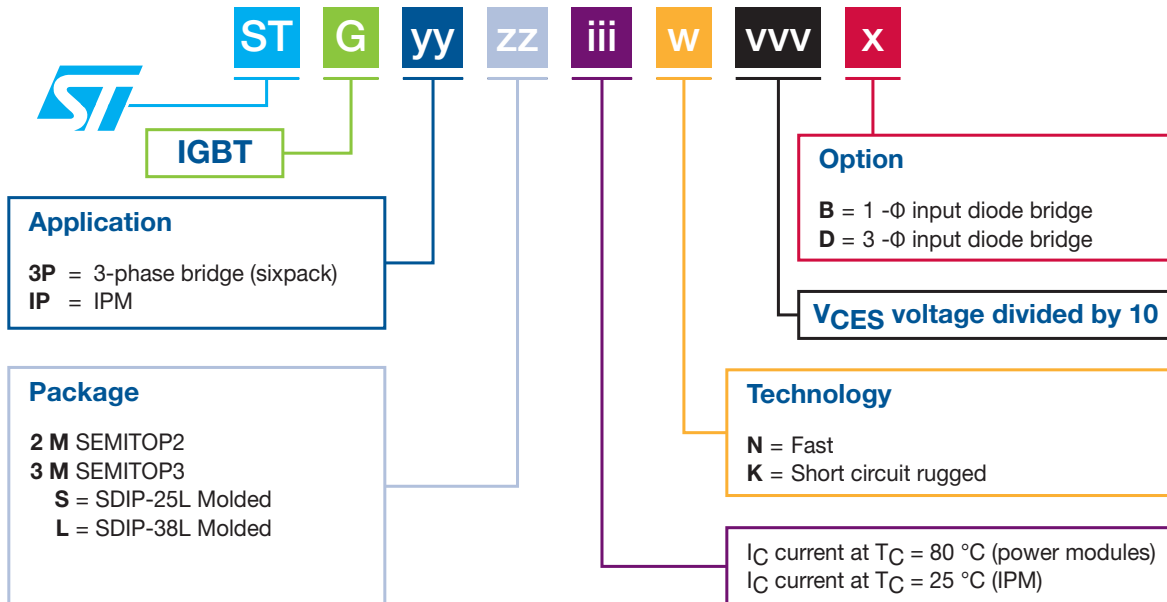 ST G yy zz iii w vvv x
ST
IGBT
Application
3P = 3-phase bridge (sixpack)
IP = IPM
Package
2 M SEMITOP2
3 M SEMITOP3
S = SDIP-25L Molded
L = SDIP-38L Molded
Option
B = 1 -Φ input diode bridge
D = 3 -Φ input diode bridge
VCES voltage divided by 10
Technology
N = Fast
K = Short circuit rugged
IC current at TC = 80 °C (power modules)
IC current at TC = 25 °C (IPM)